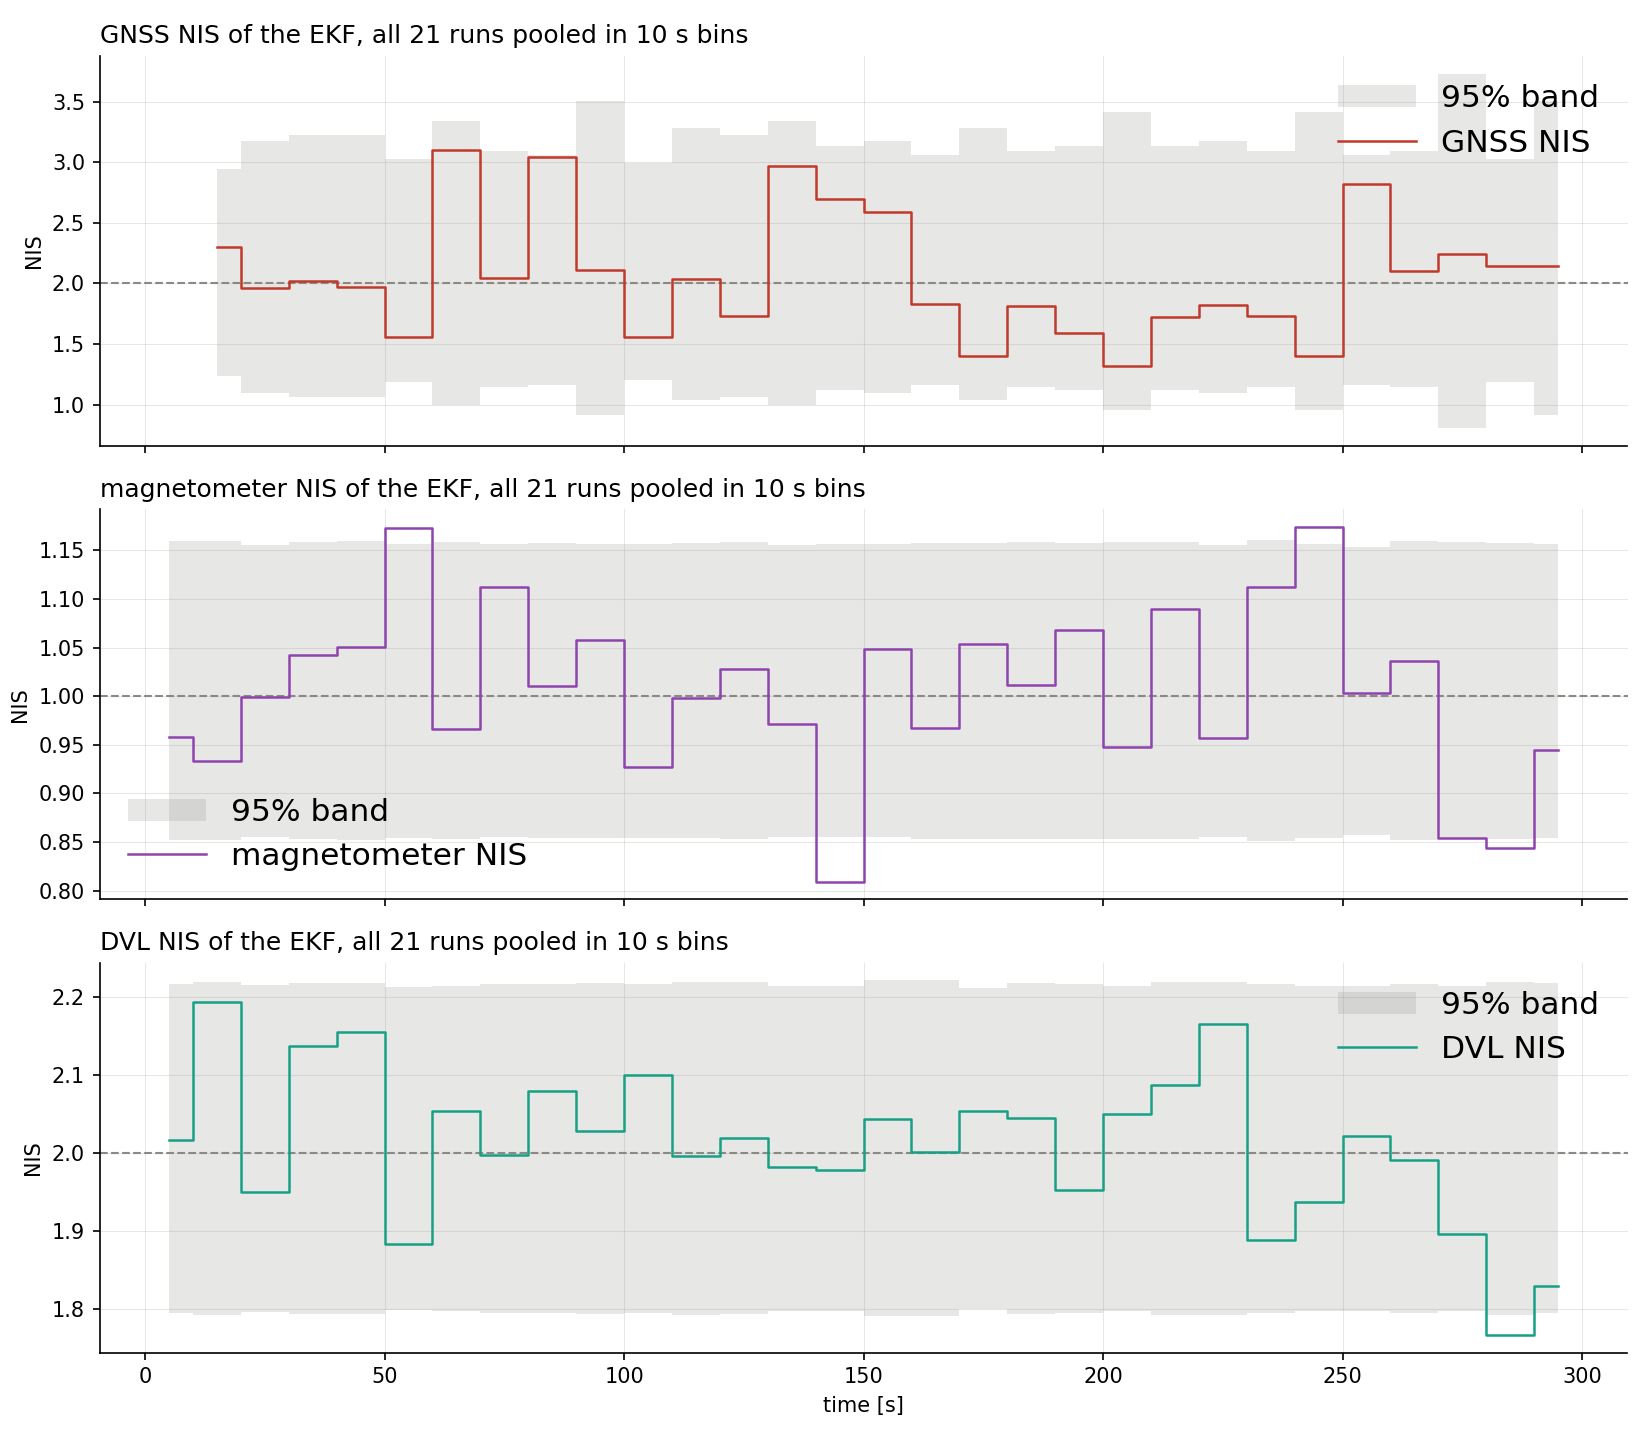 GNSS NIS of the EKF, all 21 runs pooled in 10 s bins
3.5
3.0
2.5
2.0
1.5
1.0
NIS
95% band
GNSS NIS
magnetometer NIS of the EKF, all 21 runs pooled in 10 s bins
1.15
1.10
1.05
1.00
0.95
0.90
0.85
0.80
NIS
95% band
magnetometer NIS
DVL NIS of the EKF, all 21 runs pooled in 10 s bins
2.2
2.1
2.0
1.9
1.8
NIS
95% band
DVL NIS
0 50 100 150 200 250 300
time [s]